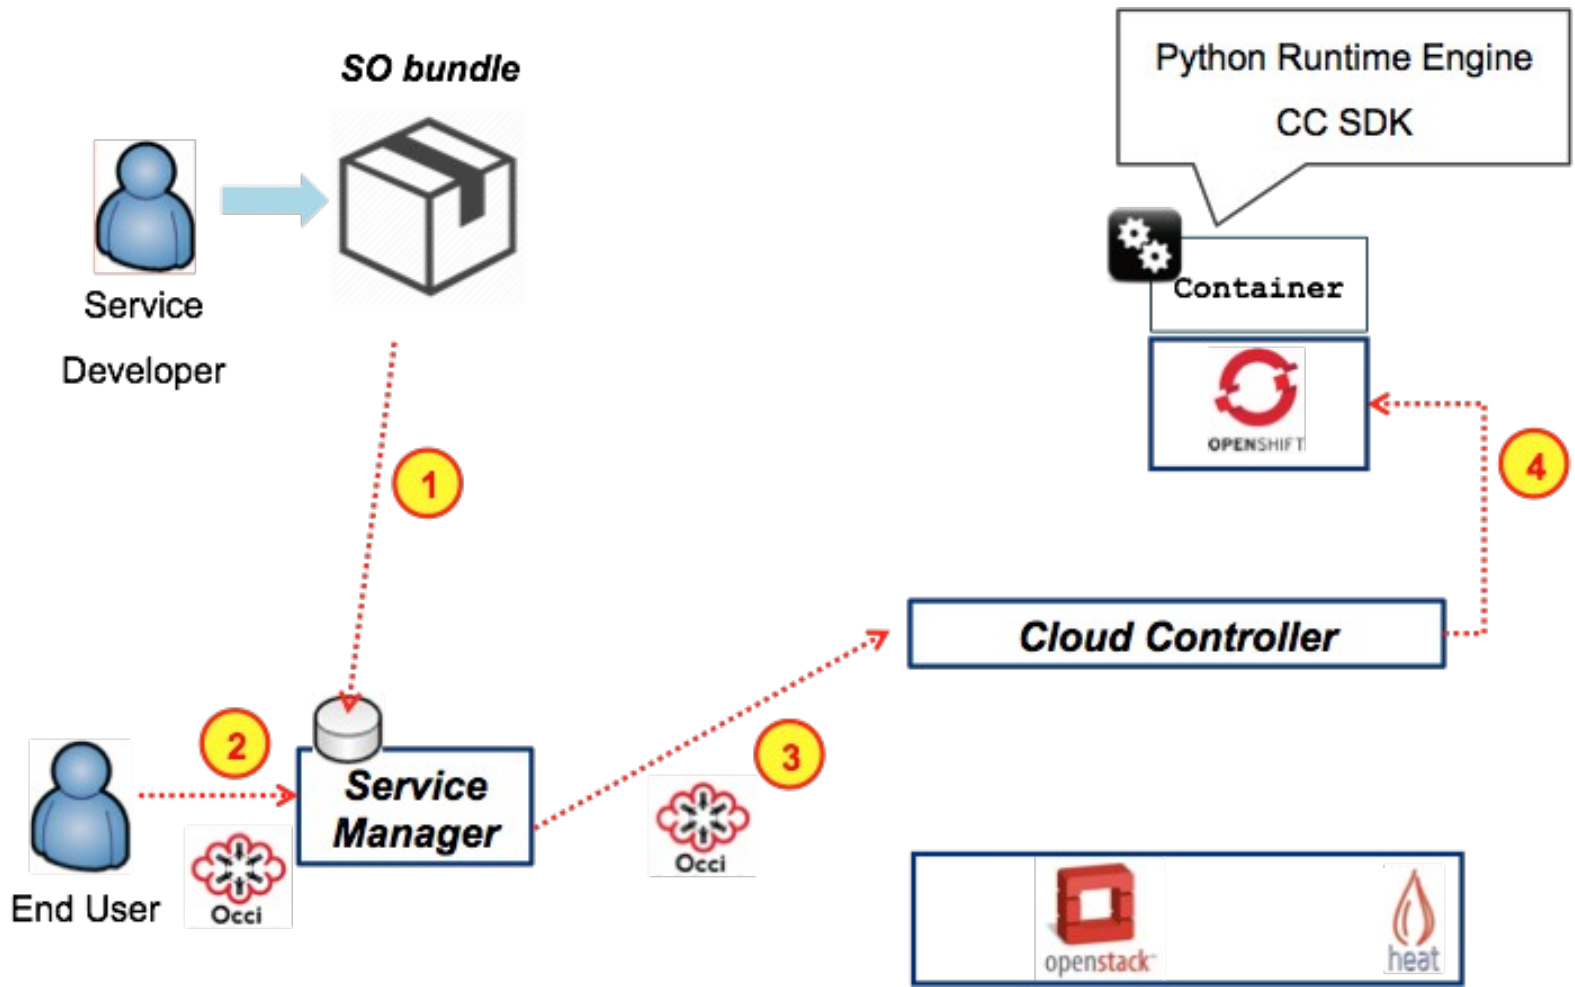 SO bundle
Python Runtime Engine
CC SDK
Service
Developer
Container
OPENSHIFT
1
4
Cloud Controller
2
3
Service
Manager
End User
Occi
Occi
openstack™
heat